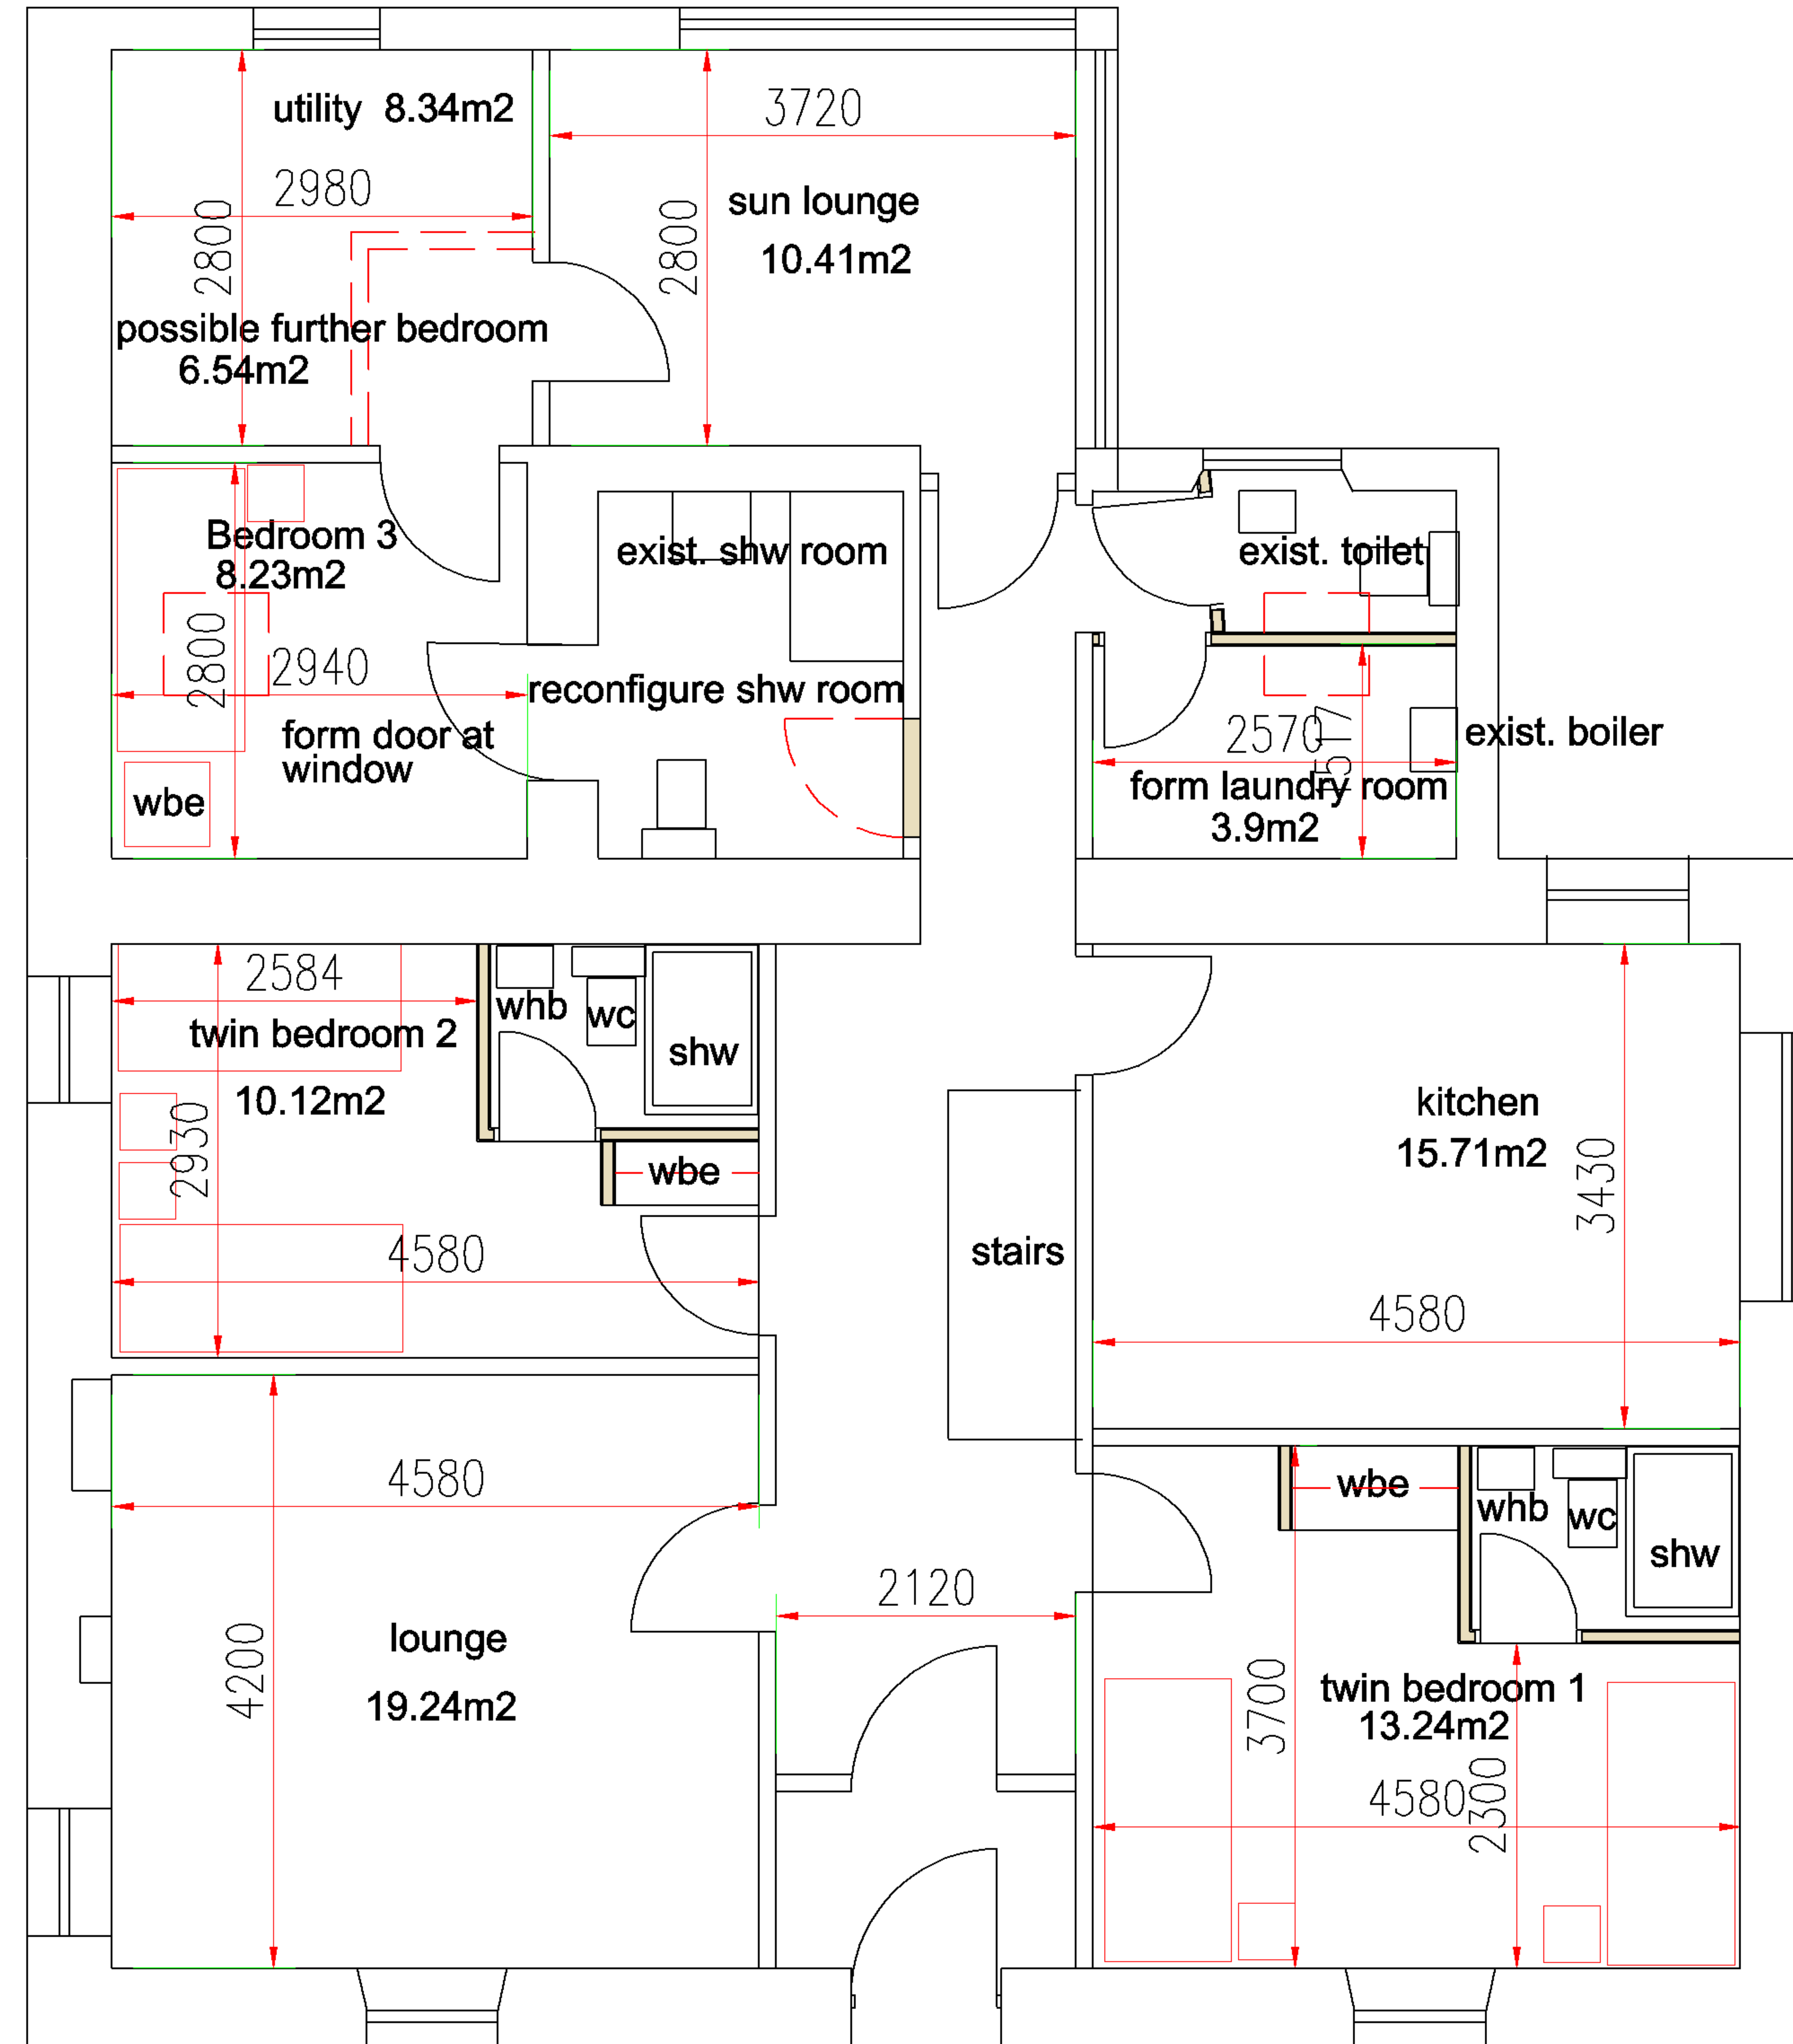 utility 8.34m2
3720
2980
sun lounge
10.41m2
2800
2800
possible further bedroom
6.54m2
Bedroom 3
8.23m2
exist. shw room
exist. toilet
2800
2940
reconfigure shw room
form door at
window
2570
1517
exist. boiler
form laundry room
3.9m2
wbe
2584
whb
wc
shw
twin bedroom 2
10.12m2
2930
wbe
4580
kitchen
15.71m2
3430
stairs
4580
4580
wbe
whb
wc
shw
2120
lounge
19.24m2
4200
3700
twin bedroom 1
13.24m2
4580
2300